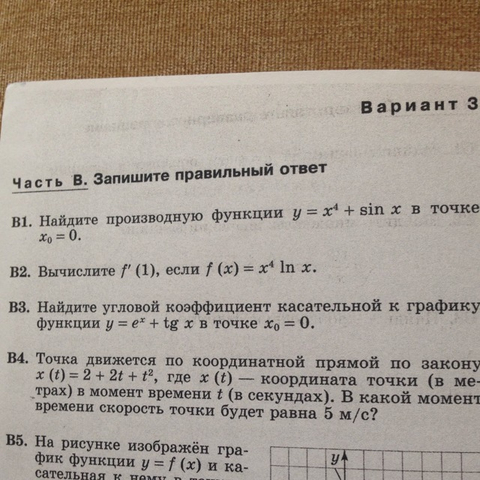 Вариант 3
Часть В. Запишите правильный ответ
В1. Найдите производную функции y = x⁴ + sin x в точке
x₀ = 0.
В2. Вычислите f′ (1), если f (x) = x⁴ ln x.
В3. Найдите угловой коэффициент касательной к графику
функции y = eˣ + tg x в точке x₀ = 0.
В4. Точка движется по координатной прямой по закону
x (t) = 2 + 2t + t², где x (t) — координата точки (в ме-
трах) в момент времени t (в секундах). В какой момент
времени скорость точки будет равна 5 м/с?
В5. На рисунке изображён гра-
фик функции y = f (x) и ка-
сательная к нему в
y